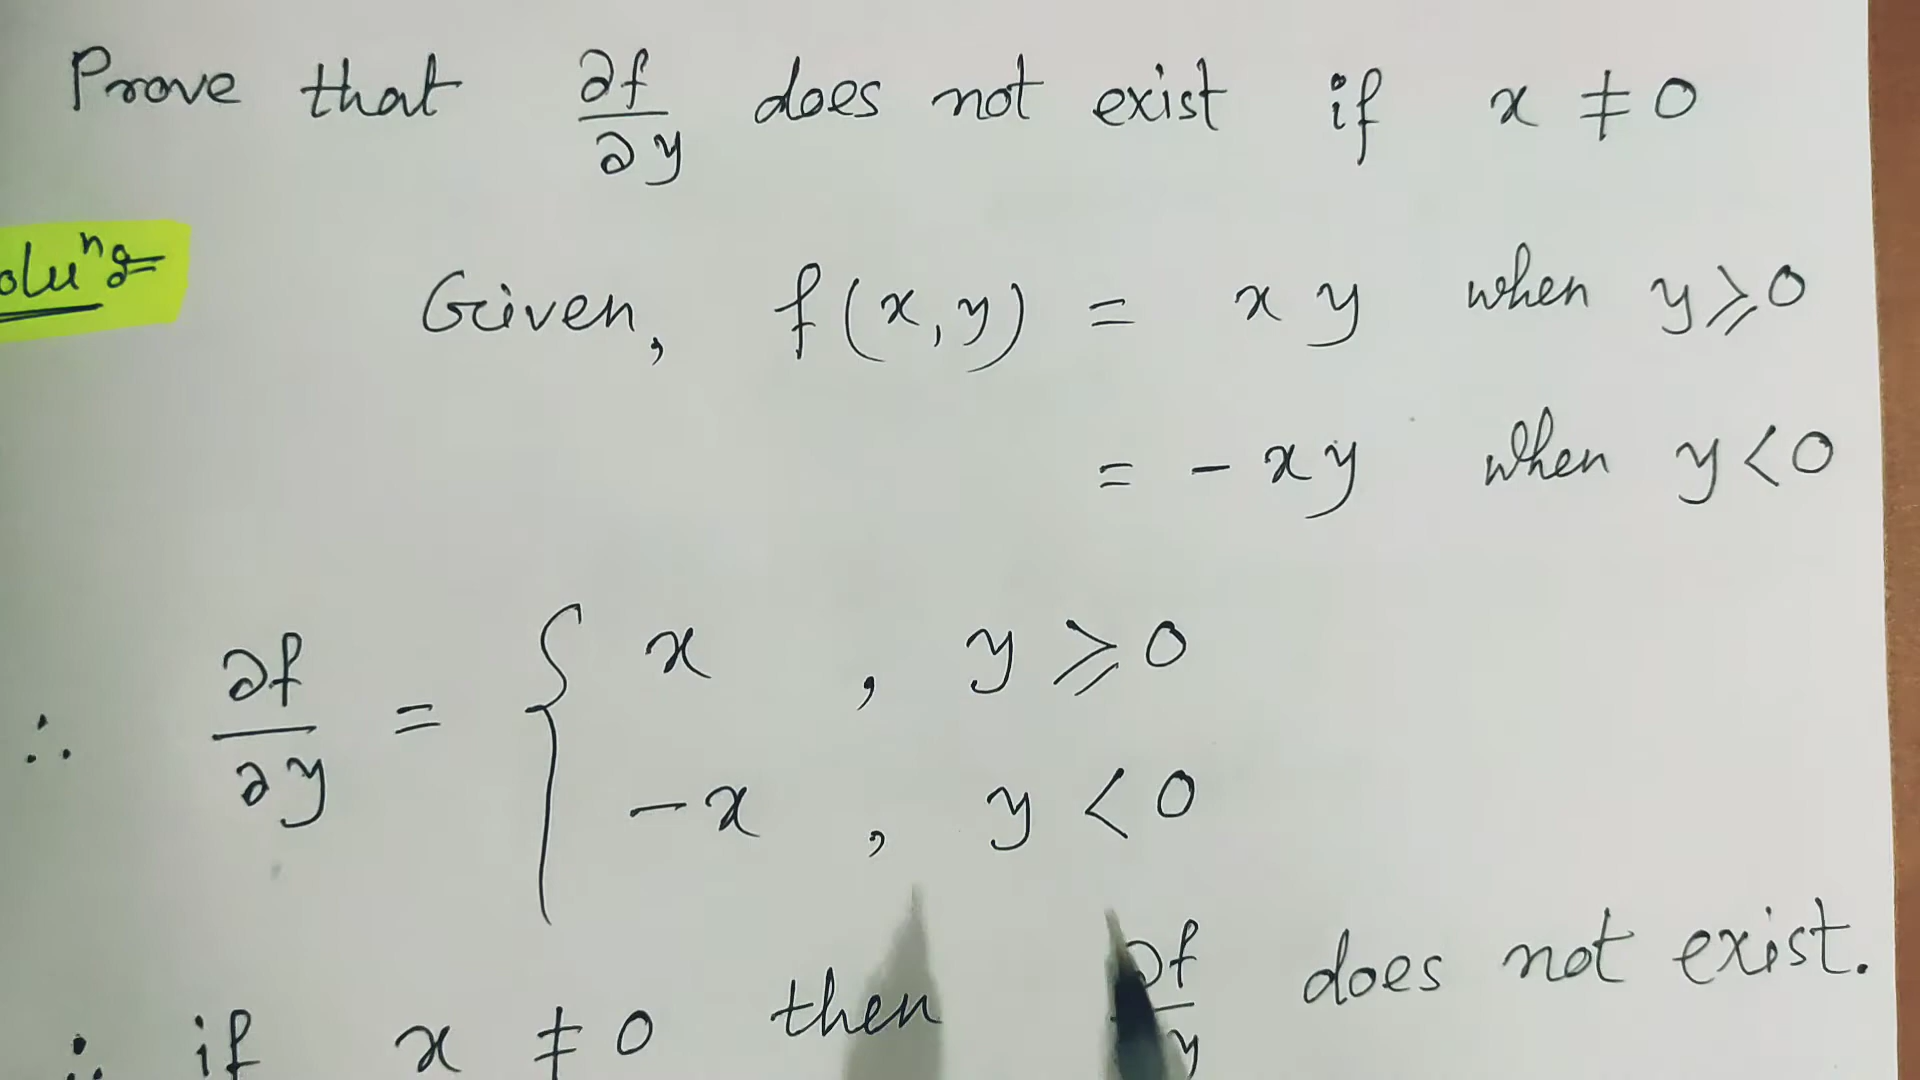 Prove that ∂f/∂y does not exist if x ≠ 0
oluⁿ:=
Given, f(x,y) = xy when y ⩾ 0
= -xy when y < 0
∴ ∂f/∂y = { x , y ⩾ 0
-x , y < 0
∴ if x ≠ 0 then ∂f/∂y does not exist.